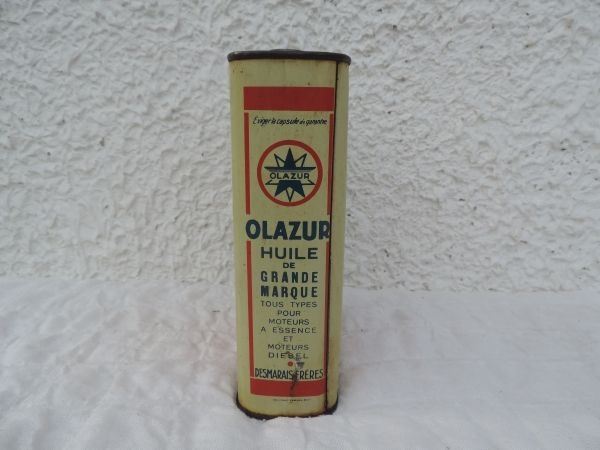 Exiger la capsule de garantie
OLAZUR
OLAZUR
HUILE
DE
GRANDE
MARQUE
TOUS TYPES
POUR
MOTEURS
A ESSENCE
ET
MOTEURS
DIESEL
DESMARAIS FRERES